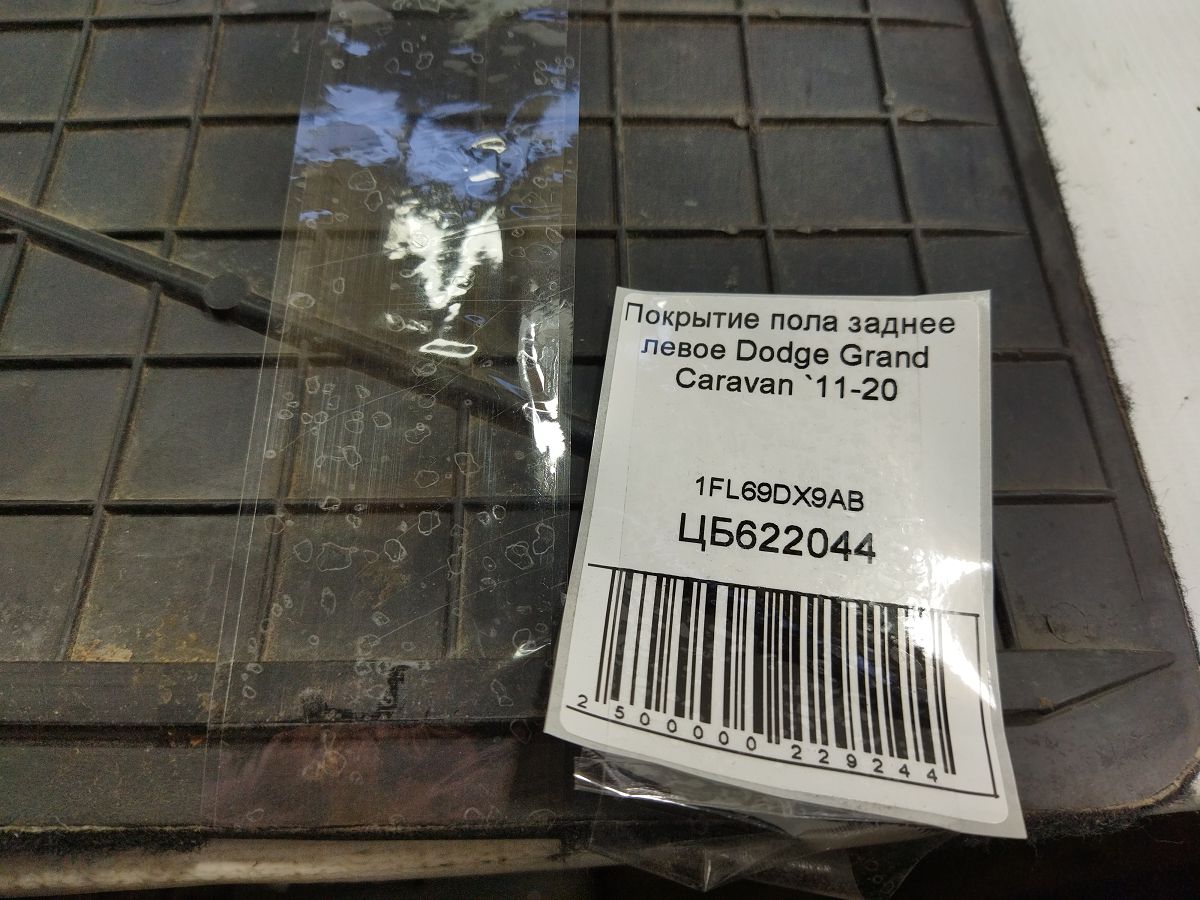 Покрытие пола заднее
левое Dodge Grand
Caravan `11-20
1FL69DX9AB
ЦБ622044
2500000229244